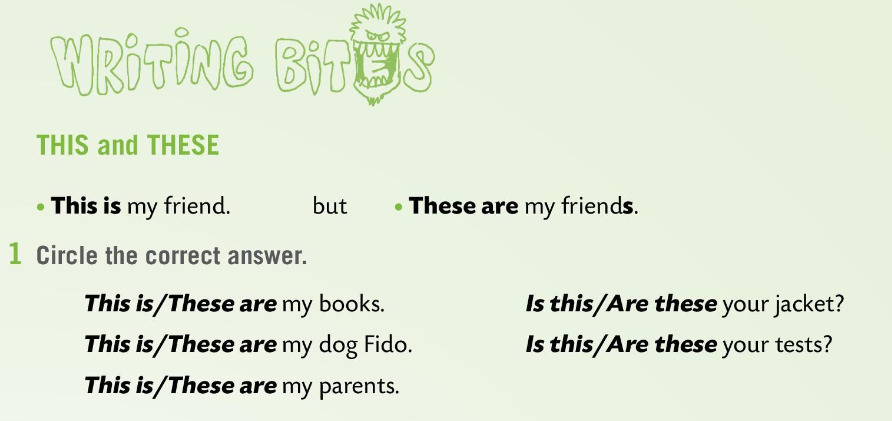 WRITING BITES
THIS and THESE
• This is my friend. but • These are my friends.
1 Circle the correct answer.
This is/These are my books. Is this/Are these your jacket?
This is/These are my dog Fido. Is this/Are these your tests?
This is/These are my parents.